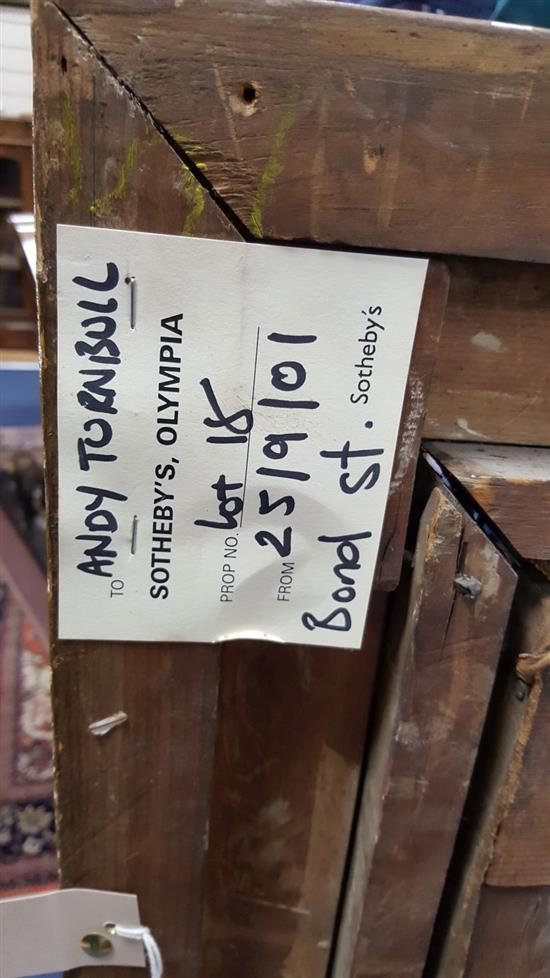 TO ANDY TURNBULL
SOTHEBY'S, OLYMPIA
PROP NO. Lot 18
FROM 25/9/01
Bond St. Sotheby's